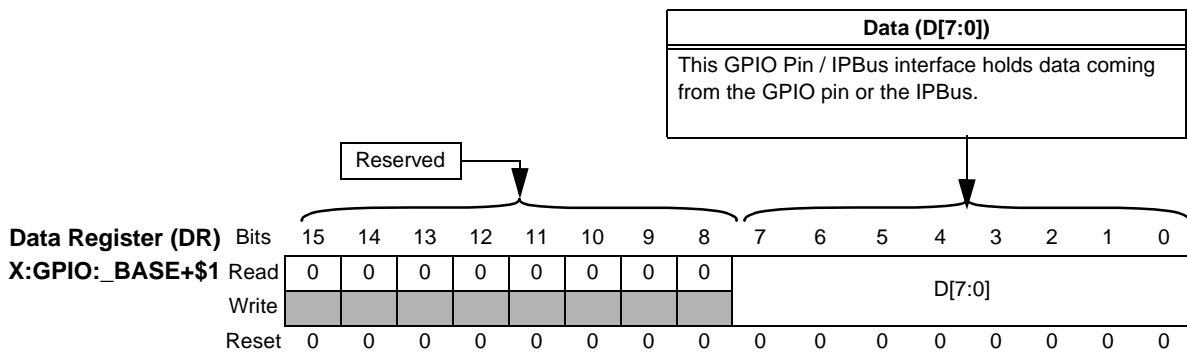 Data (D[7:0])
This GPIO Pin / IPBus interface holds data coming
from the GPIO pin or the IPBus.
Reserved
Data Register (DR) Bits 15 14 13 12 11 10 9 8 7 6 5 4 3 2 1 0
X:GPIO:_BASE+$1 Read 0 0 0 0 0 0 0 0 D[7:0]
Write
Reset 0 0 0 0 0 0 0 0 0 0 0 0 0 0 0 0